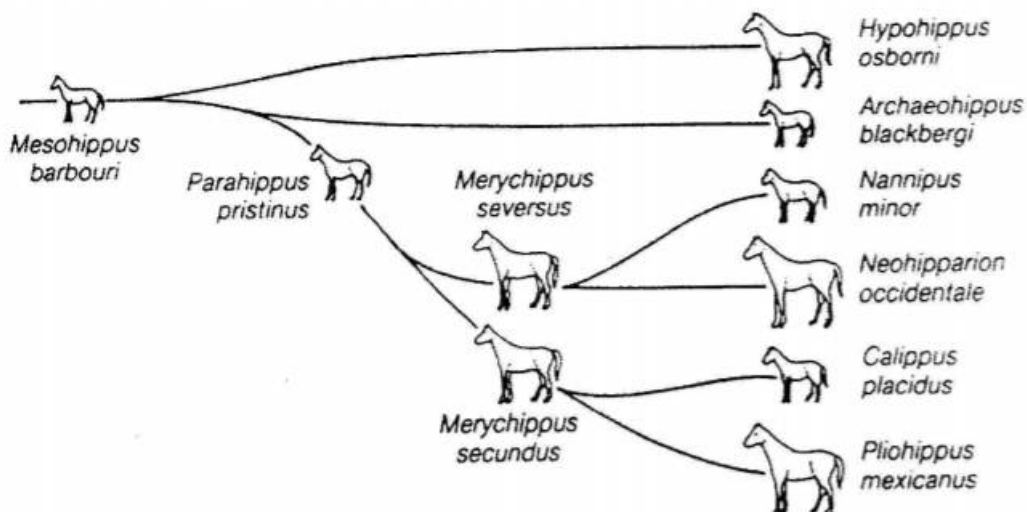 Hypohippus
osborni
Mesohippus
barbouri
Archaeohippus
blackbergi
Parahippus
pristinus
Merychippus
seversus
Nannipus
minor
Neohipparion
occidentale
Merychippus
secundus
Calippus
placidus
Pliohippus
mexicanus